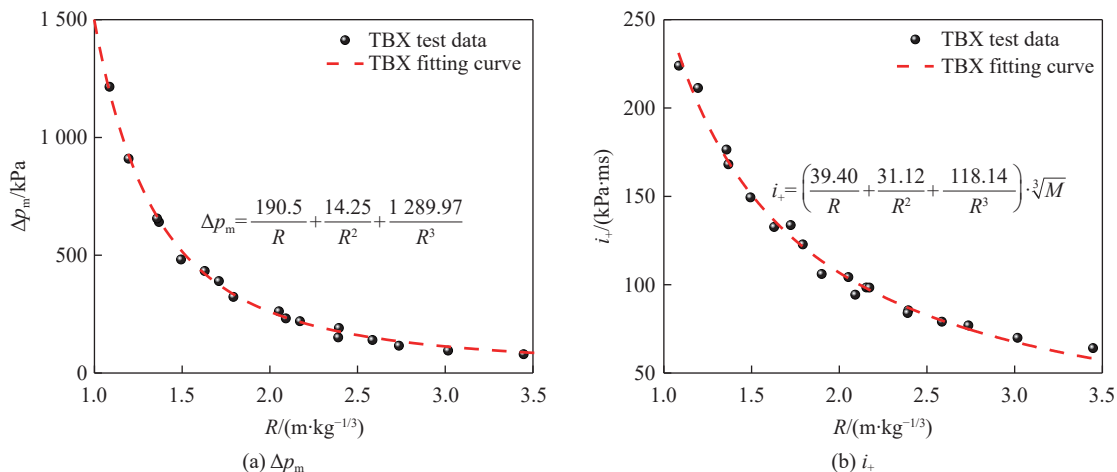 1 500
1 000
500
0
Δp_m/kPa
TBX test data
TBX fitting curve
Δp_m=190.5/R+14.25/R²+1 289.97/R³
1.0 1.5 2.0 2.5 3.0 3.5
R/(m·kg⁻¹/³)
(a) Δp_m
250
200
150
100
50
i₊/(kPa·ms)
TBX test data
TBX fitting curve
i₊=(39.40/R+31.12/R²+118.14/R³)·∛M
1.0 1.5 2.0 2.5 3.0 3.5
R/(m·kg⁻¹/³)
(b) i₊